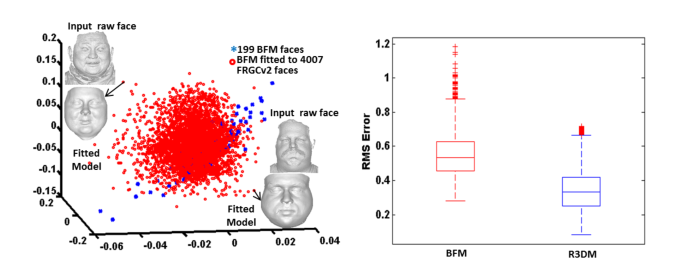 Input raw face
0.2
0.15
0.1
0.05
0
-0.05
-0.1
-0.15
0.2
0
-0.2
-0.06
-0.04
-0.02
0
0.02
0.04
*199 BFM faces
BFM fitted to 4007
FRGCv2 faces
Input raw face
Fitted
Model
Fitted
Model
RMS Error
1.2
1
0.8
0.6
0.4
0.2
BFM
R3DM